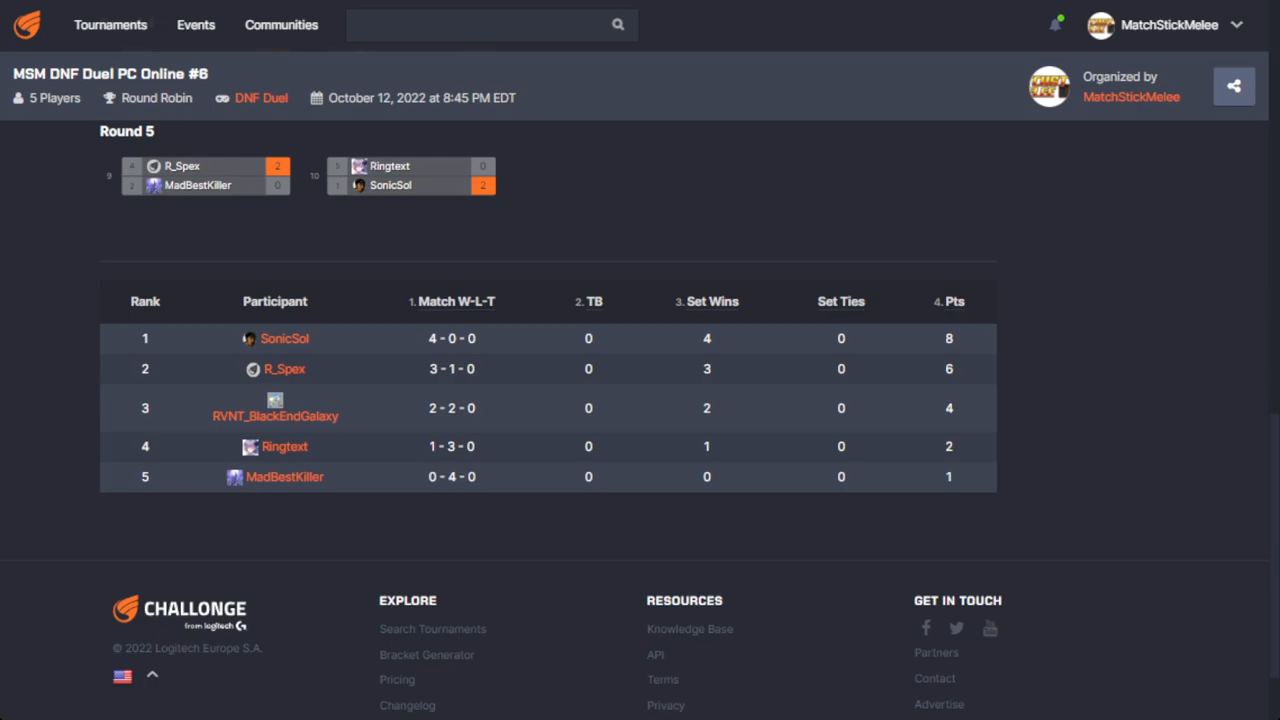 Tournaments Events Communities MatchStickMelee
MSM DNF Duel PC Online #6
5 Players Round Robin DNF Duel October 12, 2022 at 8:45 PM EDT
Organized by
MatchStickMelee
Round 5
9
4 R_Spex 2
2 MadBestKiller 0
10
5 Ringtext 0
1 SonicSol 2
Rank Participant 1. Match W-L-T 2. TB 3. Set Wins Set Ties 4. Pts
1 SonicSol 4 - 0 - 0 0 4 0 8
2 R_Spex 3 - 1 - 0 0 3 0 6
3 RVNT_BlackEndGalaxy 2 - 2 - 0 0 2 0 4
4 Ringtext 1 - 3 - 0 0 1 0 2
5 MadBestKiller 0 - 4 - 0 0 0 0 1
CHALLONGE
from logitech G
© 2022 Logitech Europe S.A.
EXPLORE
Search Tournaments
Bracket Generator
Pricing
Changelog
RESOURCES
Knowledge Base
API
Terms
Privacy
GET IN TOUCH
Partners
Contact
Advertise